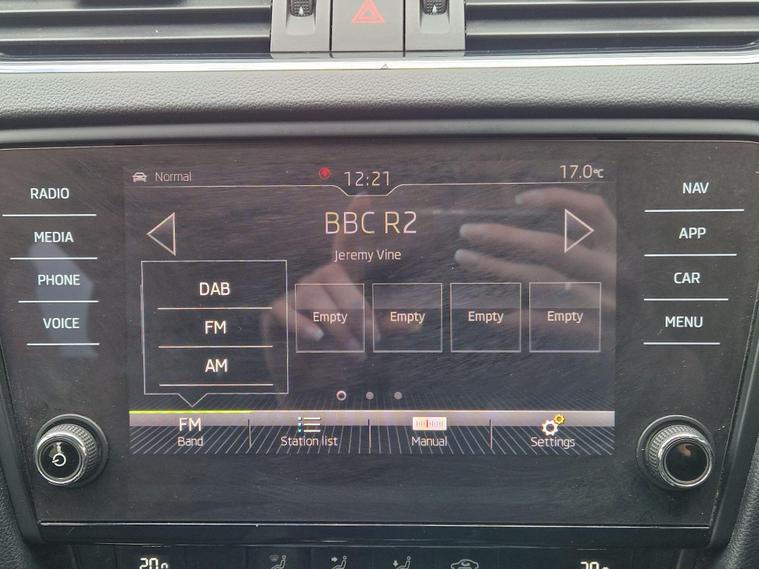 Normal
12:21
17.0°C
RADIO
MEDIA
PHONE
VOICE
NAV
APP
CAR
MENU
BBC R2
Jeremy Vine
DAB
FM
AM
Empty Empty Empty Empty
FM
Band
Station list
Manual
Settings